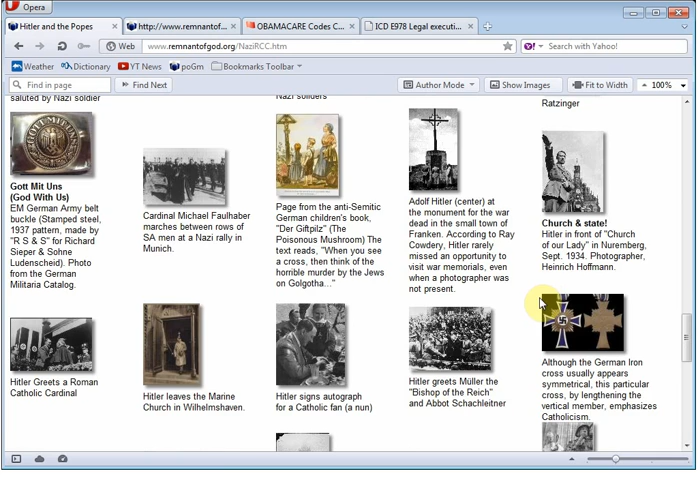 Opera
Hitler and the Popes
http://www.remnantof...
OBAMACARE Codes C...
ICD E978 Legal executi...
Web
www.remnantofgod.org/NaziRCC.htm
Search with Yahoo!
Weather
Dictionary
YT News
poGm
Bookmarks Toolbar
Find in page
Find Next
Author Mode
Show Images
Fit to Width
100%
saluted by Nazi soldier
Nazi soldiers
Ratzinger
Gott Mit Uns
(God With Us)
EM German Army belt
buckle (Stamped steel,
1937 pattern, made by
"R S & S" for Richard
Sieper & Sohne
Ludenscheid). Photo
from the German
Militaria Catalog.
Cardinal Michael Faulhaber
marches between rows of
SA men at a Nazi rally in
Munich.
Page from the anti-Semitic
German children's book,
"Der Giftpilz" (The
Poisonous Mushroom) The
text reads, "When you see
a cross, then think of the
horrible murder by the Jews
on Golgotha..."
Adolf Hitler (center) at
the monument for the war
dead in the small town of
Franken. According to Ray
Cowdery, Hitler rarely
missed an opportunity to
visit war memorials, even
when a photographer was
not present.
Church & state!
Hitler in front of "Church
of our Lady" in Nuremberg,
Sept. 1934. Photographer,
Heinrich Hoffmann.
Hitler Greets a Roman
Catholic Cardinal
Hitler leaves the Marine
Church in Wilhelmshaven.
Hitler signs autograph
for a Catholic fan (a nun)
Hitler greets Müller the
"Bishop of the Reich"
and Abbot Schachleitner
Although the German Iron
cross usually appears
symmetrical, this particular
cross, by lengthening the
vertical member, emphasizes
Catholicism.